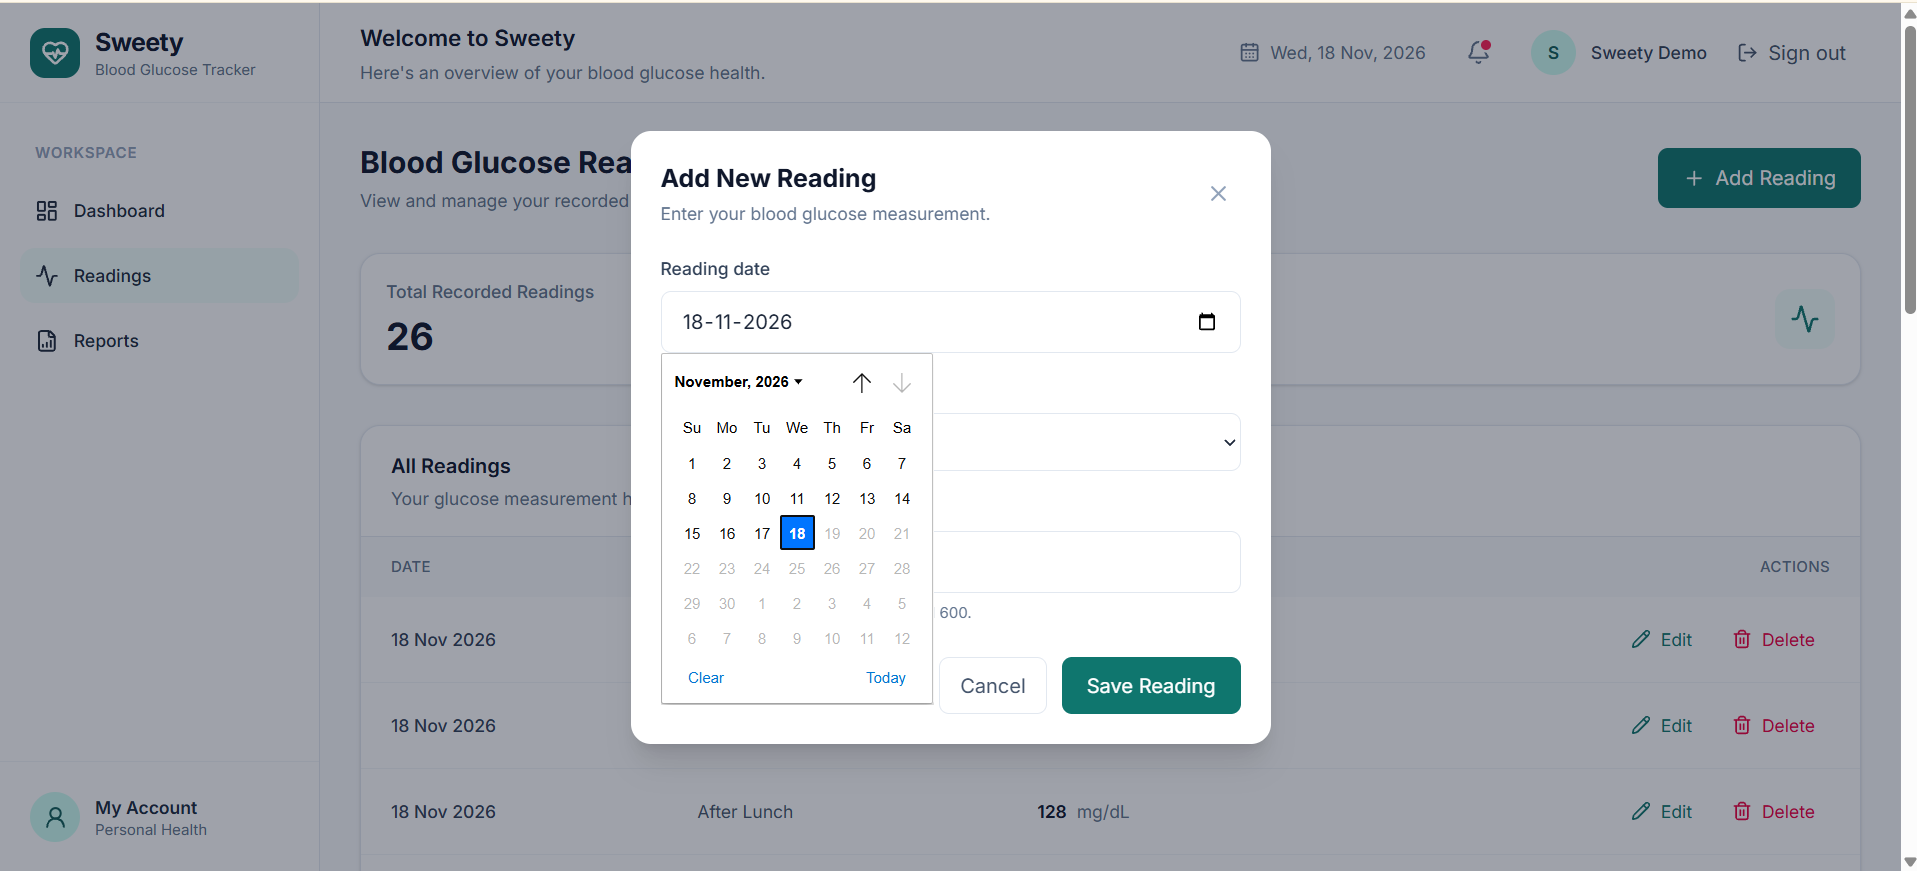 Sweety
Blood Glucose Tracker
Welcome to Sweety
Here's an overview of your blood glucose health.
Wed, 18 Nov, 2026
S
Sweety Demo
Sign out
WORKSPACE
Dashboard
Readings
Reports
My Account
Personal Health
Blood Glucose Rea
View and manage your recorded
Add Reading
Total Recorded Readings
26
All Readings
Your glucose measurement h
DATE
ACTIONS
18 Nov 2026
Edit
Delete
18 Nov 2026
Edit
Delete
18 Nov 2026
After Lunch
128 mg/dL
Edit
Delete
Add New Reading
Enter your blood glucose measurement.
Reading date
18-11-2026
November, 2026
Su Mo Tu We Th Fr Sa
1 2 3 4 5 6 7
8 9 10 11 12 13 14
15 16 17 18 19 20 21
22 23 24 25 26 27 28
29 30 1 2 3 4 5
6 7 8 9 10 11 12
Clear
Today
600.
Cancel
Save Reading